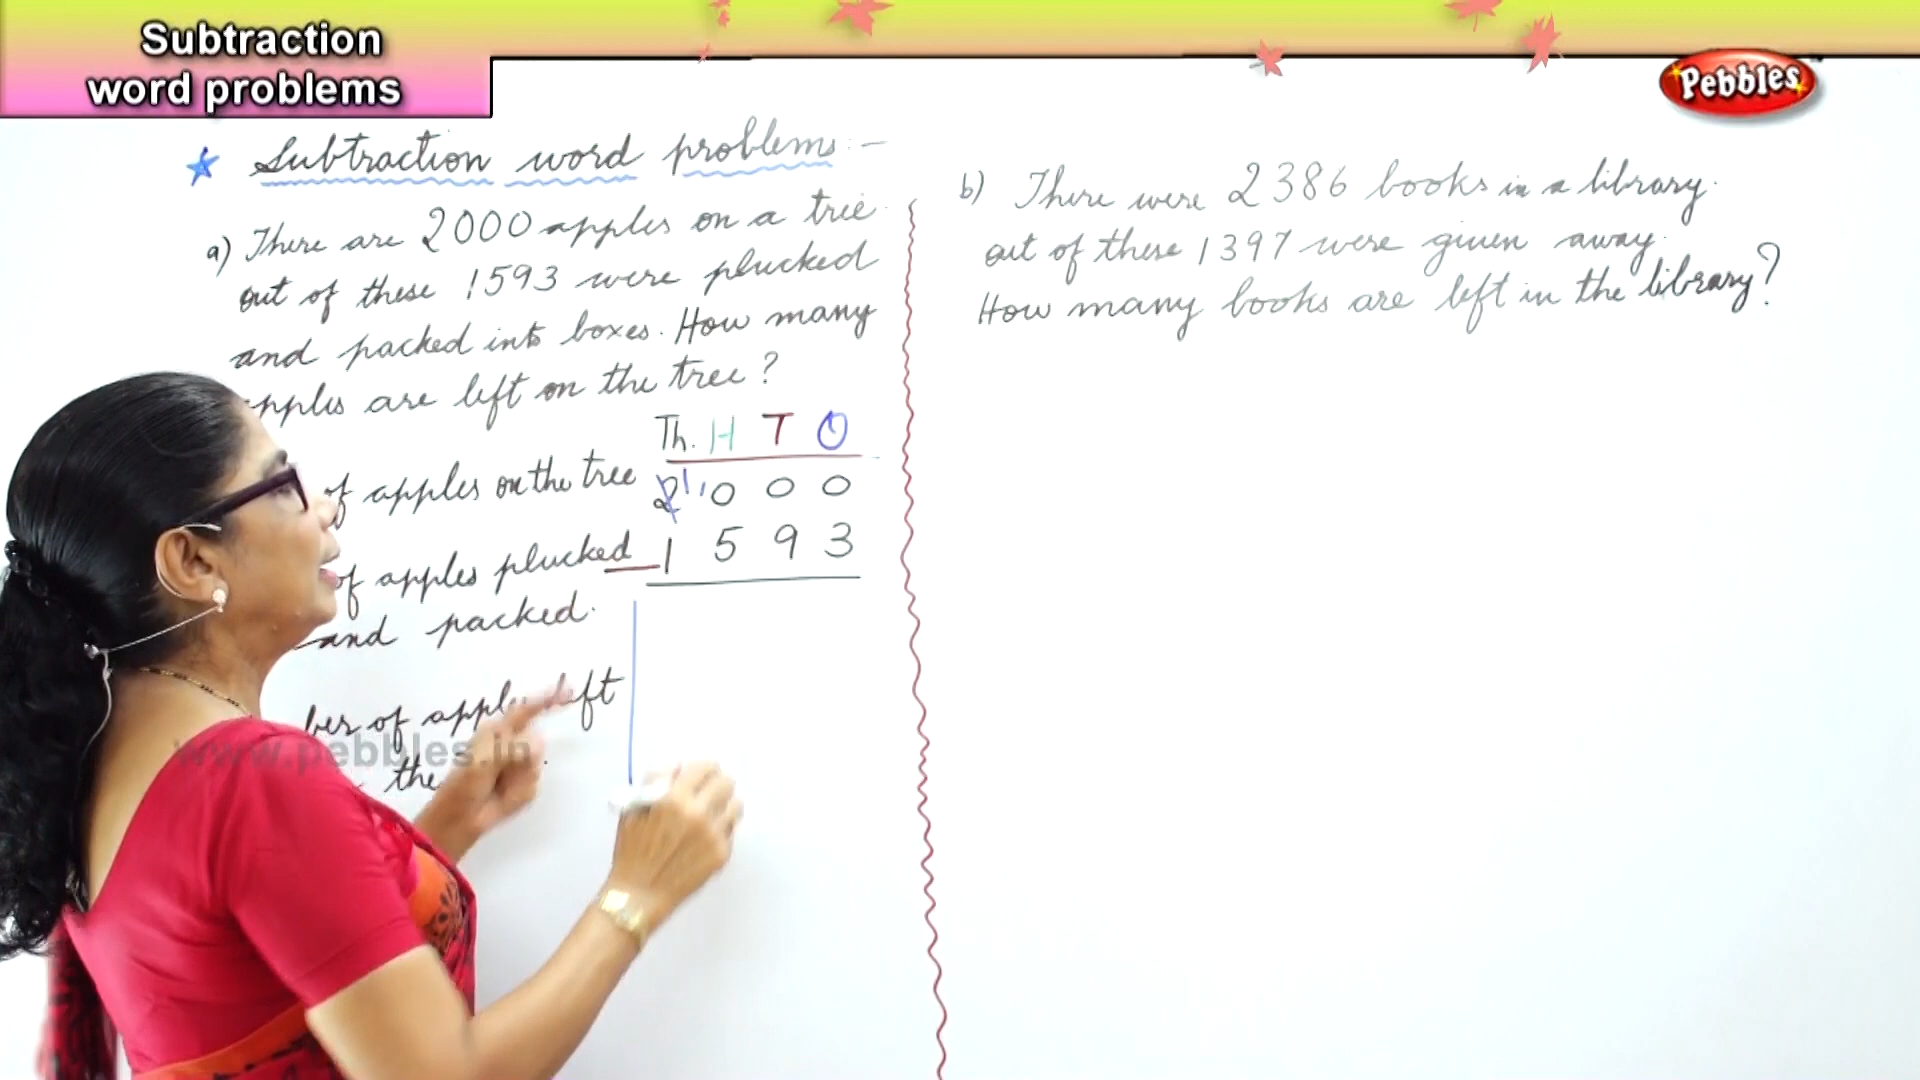 Subtraction
word problems
Pebbles
Subtraction word problems :-
a) There are 2000 apples on a tree.
out of these 1593 were plucked
and packed into boxes. How many
apples are left on the tree?
Th. H T O
of apples on the tree 2 1 1 0 0 0
of apples plucked — 1 5 9 3
and packed.
ber of apples left
the
www.pebbles.in
b) There were 2386 books in a library.
out of these 1397 were given away.
How many books are left in the library?